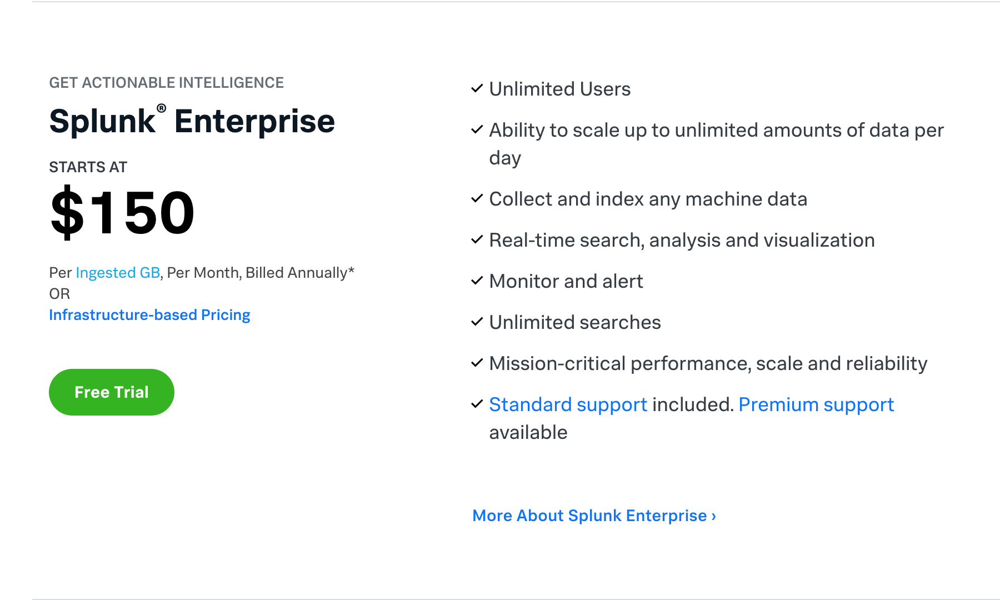 GET ACTIONABLE INTELLIGENCE
Splunk® Enterprise
STARTS AT
$150
Per Ingested GB, Per Month, Billed Annually*
OR
Infrastructure-based Pricing
Free Trial
Unlimited Users
Ability to scale up to unlimited amounts of data per
day
Collect and index any machine data
Real-time search, analysis and visualization
Monitor and alert
Unlimited searches
Mission-critical performance, scale and reliability
Standard support included. Premium support
available
More About Splunk Enterprise ›